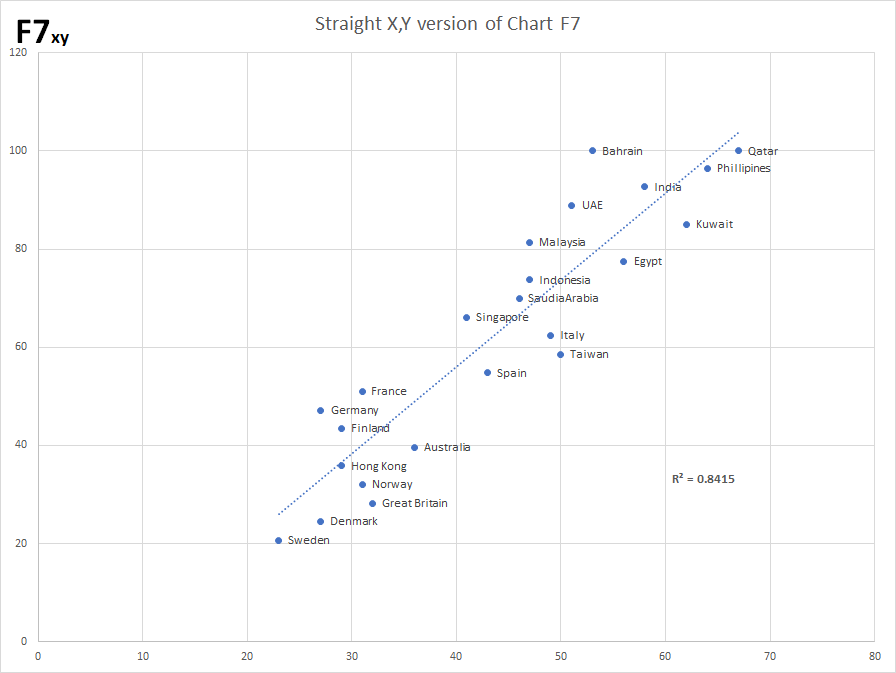 F7xy
Straight X,Y version of Chart F7
120
100
80
60
40
20
0
Bahrain
Qatar
Phillipines
India
UAE
Kuwait
Malaysia
Egypt
Indonesia
SaudiaArabia
Singapore
Italy
Taiwan
Spain
France
Germany
Finland
Australia
Hong Kong
R² = 0.8415
Norway
Great Britain
Denmark
Sweden
0 10 20 30 40 50 60 70 80